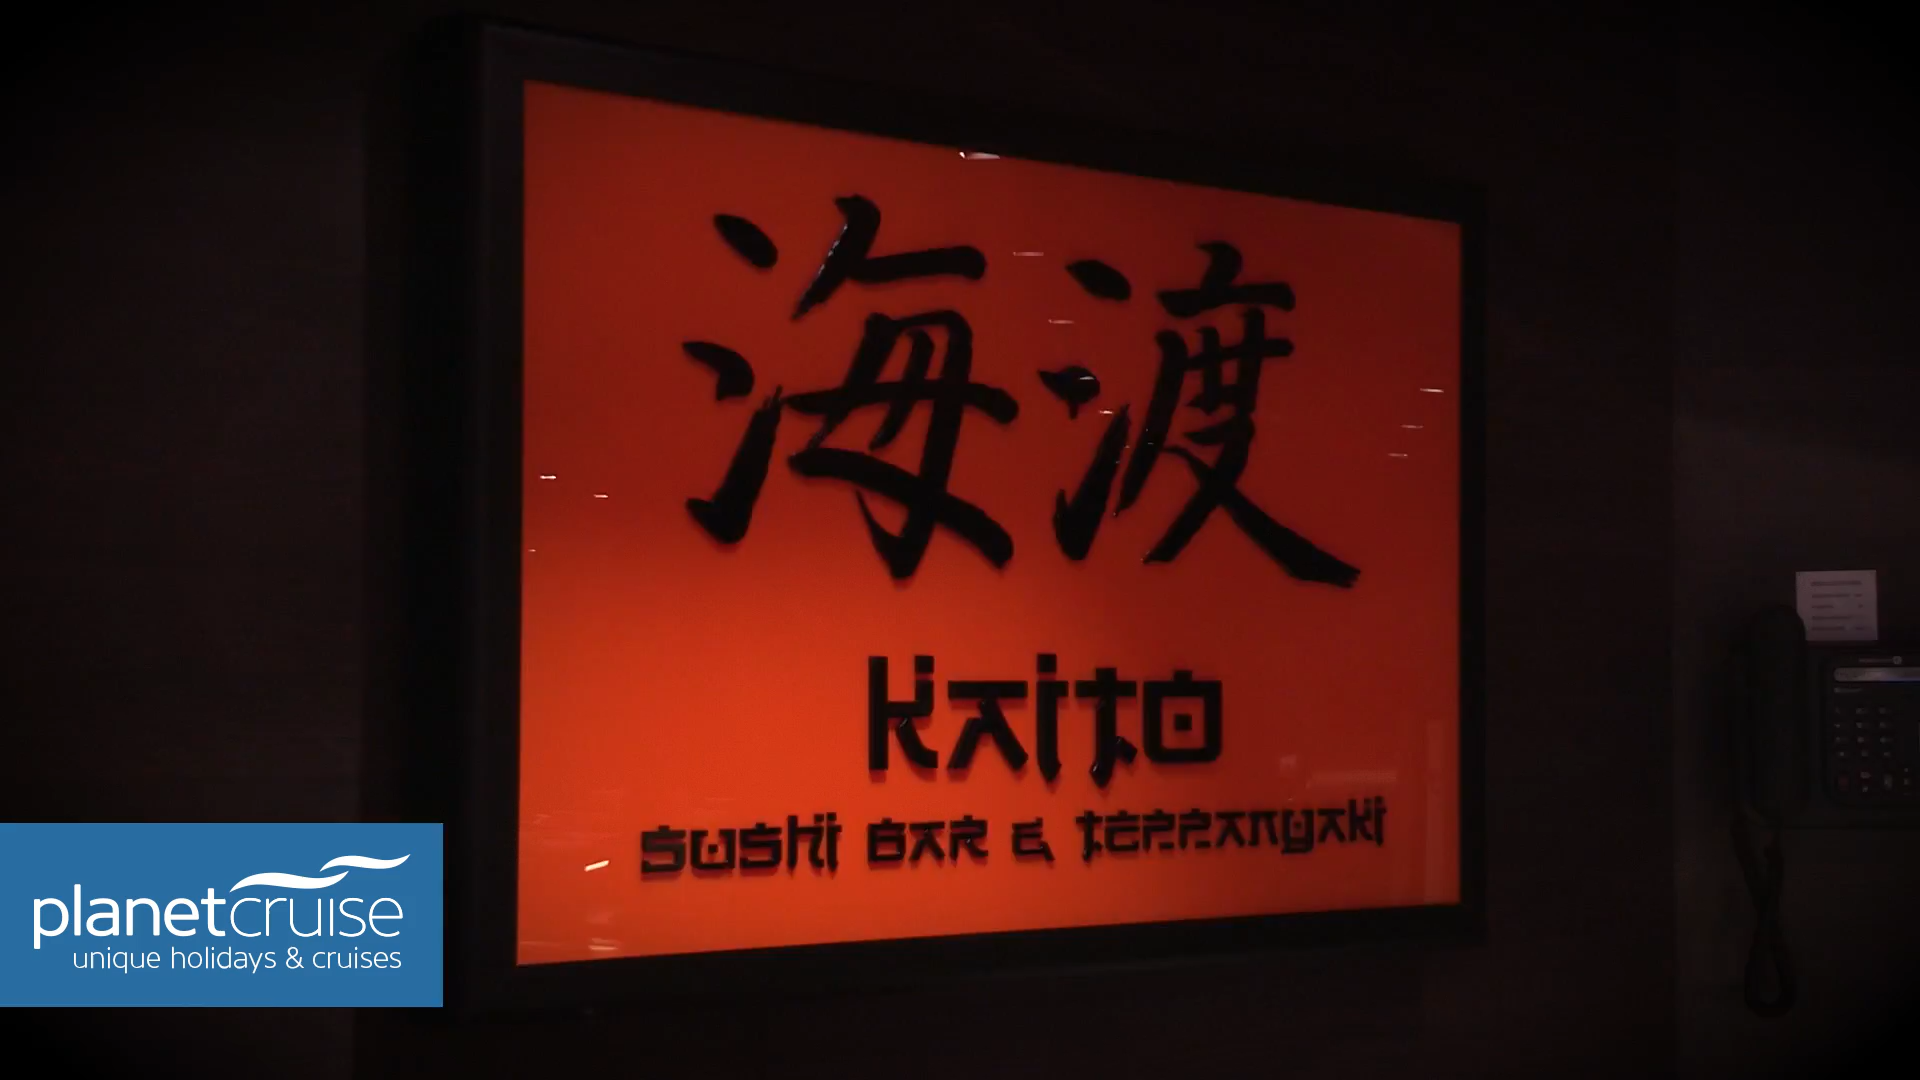 海渡
Kaito
Sushi Bar & Teppanyaki
planetcruise
unique holidays & cruises